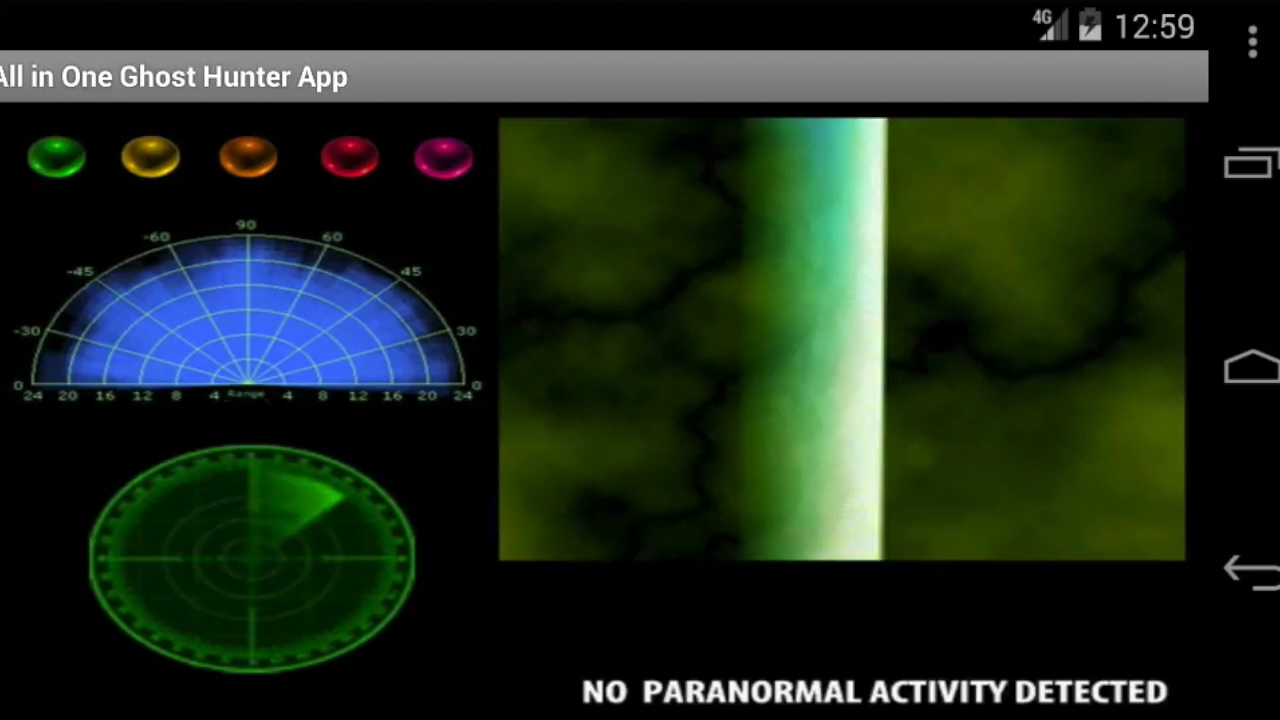 4G 12:59
All in One Ghost Hunter App
90
-60 60
-45 45
-30 30
0 0
24 20 16 12 8 4 Range 4 8 12 16 20 24
NO PARANORMAL ACTIVITY DETECTED